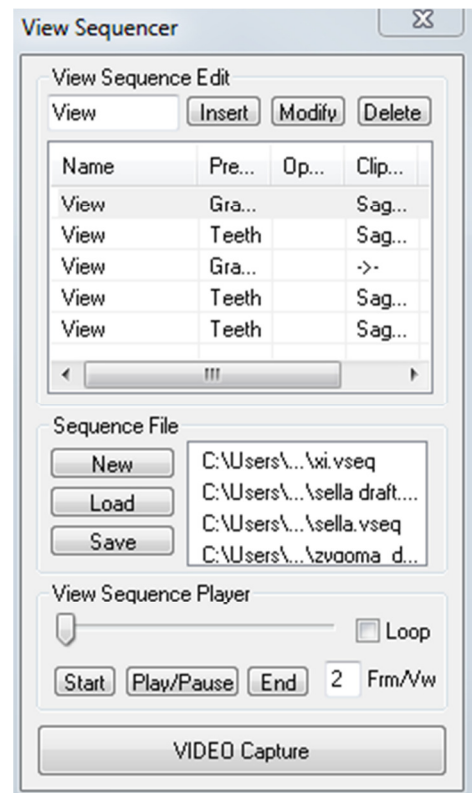 View Sequencer
View Sequence Edit
View Insert Modify Delete
Name Pre... Op... Clip...
View Gra... Sag...
View Teeth Sag...
View Gra... ->-
View Teeth Sag...
View Teeth Sag...
Sequence File
New
Load
Save
C:\Users\...\xi.vseq
C:\Users\...\sella draft....
C:\Users\...\sella.vseq
C:\Users\...\zygoma_d...
View Sequence Player
Loop
Start Play/Pause End 2 Frm/Vw
VIDEO Capture